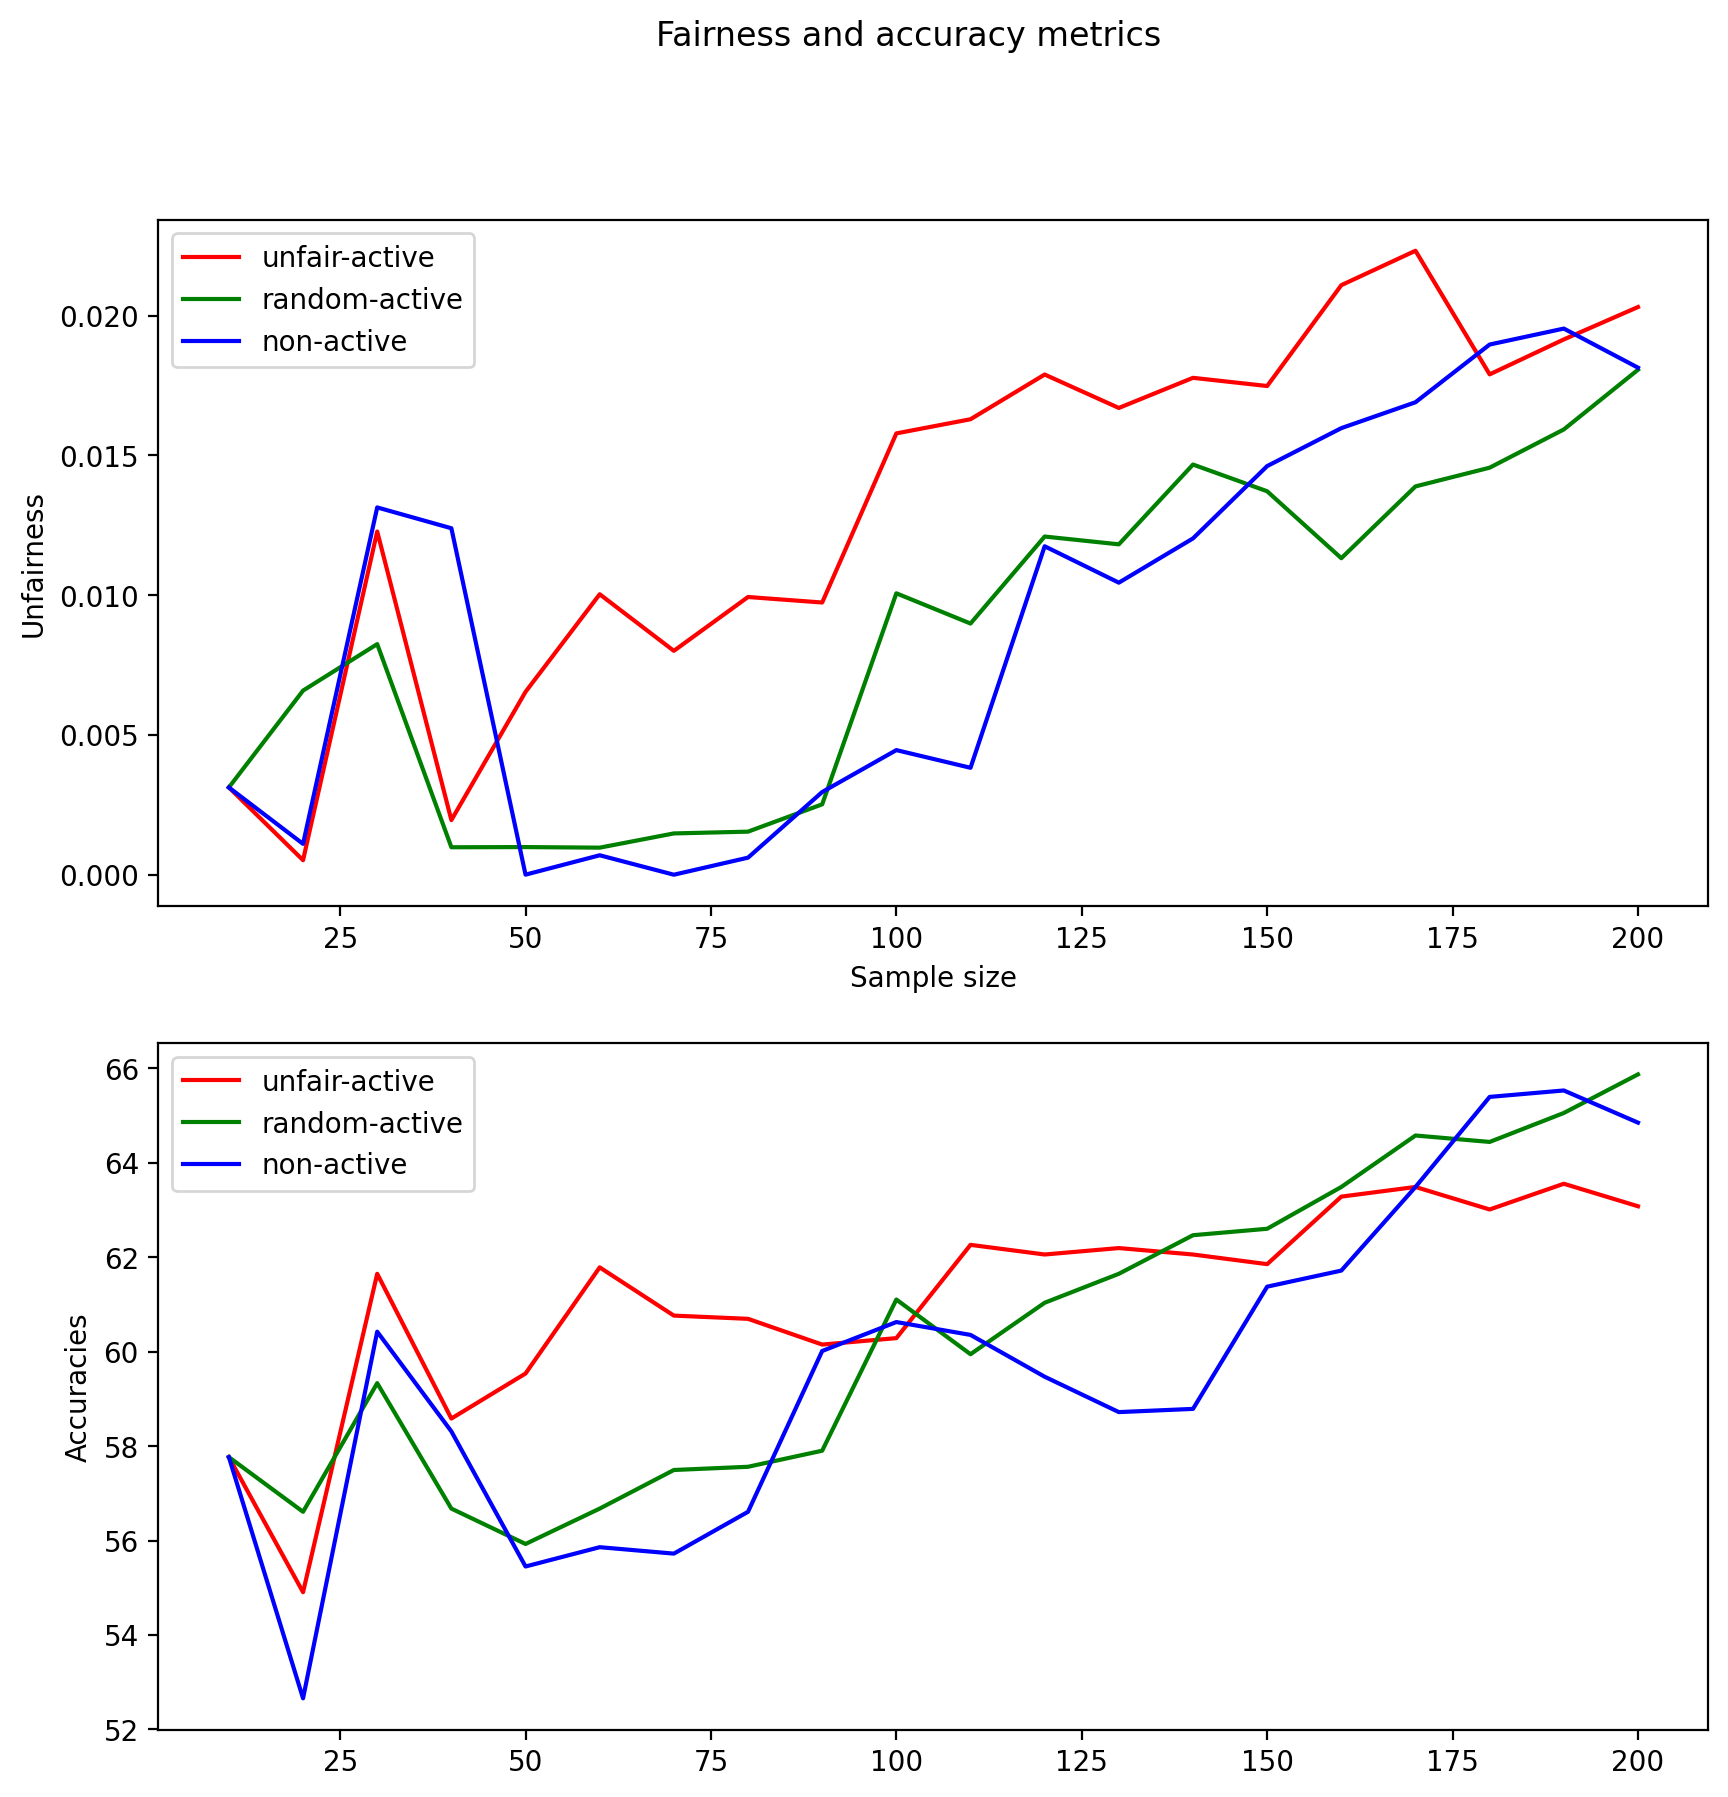 Fairness and accuracy metrics
unfair-active
random-active
non-active
Unfairness
0.020
0.015
0.010
0.005
0.000
25 50 75 100 125 150 175 200
Sample size
unfair-active
random-active
non-active
Accuracies
66
64
62
60
58
56
54
52
25 50 75 100 125 150 175 200